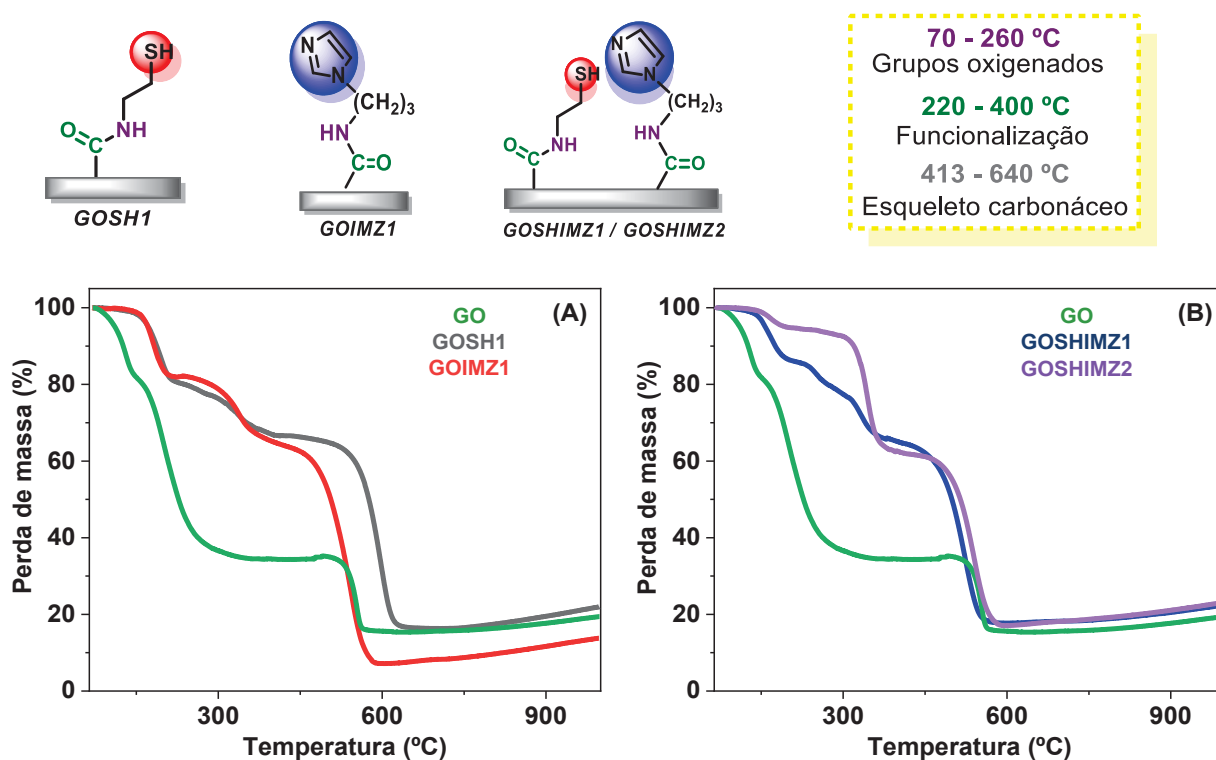 SH
NH
O
C
GOSH1
N
N
(CH₂)₃
HN
C=O
GOIMZ1
SH
N
N
(CH₂)₃
NH
HN
O
C
C=O
GOSHIMZ1 / GOSHIMZ2
70 - 260 ºC
Grupos oxigenados
220 - 400 ºC
Funcionalização
413 - 640 ºC
Esqueleto carbonáceo
(A)
GO
GOSH1
GOIMZ1
Perda de massa (%)
100
80
60
40
20
0
300
600
900
Temperatura (ºC)
(B)
GO
GOSHIMZ1
GOSHIMZ2
Perda de massa (%)
100
80
60
40
20
0
300
600
900
Temperatura (ºC)